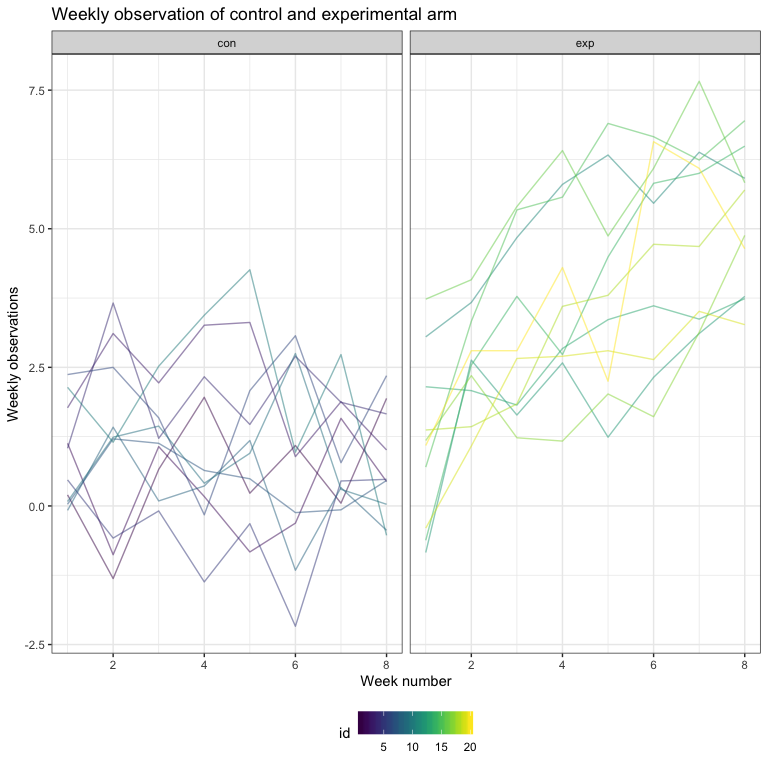 Weekly observation of control and experimental arm
con exp
7.5
5.0
2.5
0.0
-2.5
Weekly observations
2 4 6 8 2 4 6 8
Week number
id
5 10 15 20